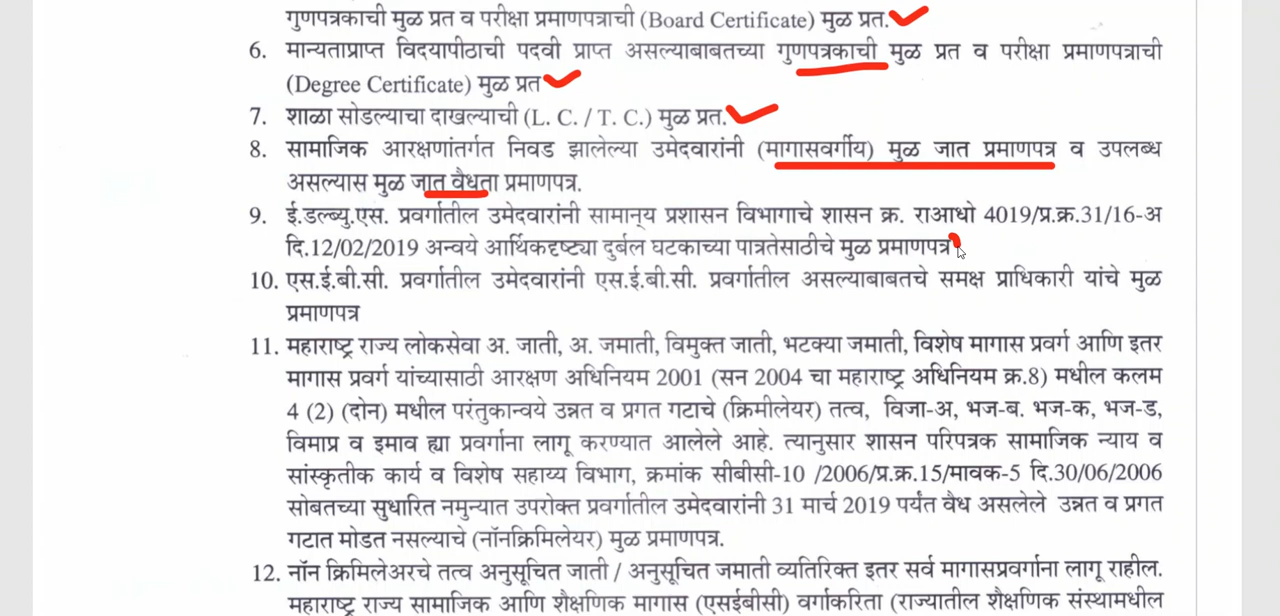 गुणपत्रकाची मुळ प्रत व परीक्षा प्रमाणपत्राची (Board Certificate) मुळ प्रत.
6. मान्यताप्राप्त विदयापीठाची पदवी प्राप्त असल्याबाबतच्या गुणपत्रकाची मुळ प्रत व परीक्षा प्रमाणपत्राची
(Degree Certificate) मुळ प्रत
7. शाळा सोडल्याचा दाखल्याची (L. C. / T. C.) मुळ प्रत.
8. सामाजिक आरक्षणांतर्गत निवड झालेल्या उमेदवारांनी (मागासवर्गीय) मुळ जात प्रमाणपत्र व उपलब्ध
असल्यास मुळ जात वैधता प्रमाणपत्र.
9. ई.डब्ल्यु.एस. प्रवर्गातील उमेदवारांनी सामान्य प्रशासन विभागाचे शासन क्र. राआधो 4019/प्र.क्र.31/16-अ
दि.12/02/2019 अन्वये आर्थिकदृष्ट्या दुर्बल घटकाच्या पात्रतेसाठीचे मुळ प्रमाणपत्र
10. एस.ई.बी.सी. प्रवर्गातील उमेदवारांनी एस.ई.बी.सी. प्रवर्गातील असल्याबाबतचे समक्ष प्राधिकारी यांचे मुळ
प्रमाणपत्र
11. महाराष्ट्र राज्य लोकसेवा अ. जाती, अ. जमाती, विमुक्त जाती, भटक्या जमाती, विशेष मागास प्रवर्ग आणि इतर
मागास प्रवर्ग यांच्यासाठी आरक्षण अधिनियम 2001 (सन 2004 चा महाराष्ट्र अधिनियम क्र.8) मधील कलम
4 (2) (दोन) मधील परंतुकान्वये उन्नत व प्रगत गटाचे (क्रिमीलेयर) तत्व, विजा-अ, भज-ब. भज-क, भज-ड,
विमाप्र व इमाव ह्या प्रवर्गाना लागू करण्यात आलेले आहे. त्यानुसार शासन परिपत्रक सामाजिक न्याय व
सांस्कृतीक कार्य व विशेष सहाय्य विभाग, क्रमांक सीबीसी-10 /2006/प्र.क्र.15/मावक-5 दि.30/06/2006
सोबतच्या सुधारित नमुन्यात उपरोक्त प्रवर्गातील उमेदवारांनी 31 मार्च 2019 पर्यंत वैध असलेले उन्नत व प्रगत
गटात मोडत नसल्याचे (नॉनक्रिमिलेयर) मुळ प्रमाणपत्र.
12. नॉन क्रिमिलेअरचे तत्व अनुसूचित जाती / अनुसूचित जमाती व्यतिरिक्त इतर सर्व मागासप्रवर्गाना लागू राहील.
महाराष्ट्र राज्य सामाजिक आणि शैक्षणिक मागास (एसईबीसी) वर्गाकरिता (राज्यातील शैक्षणिक संस्थामधील